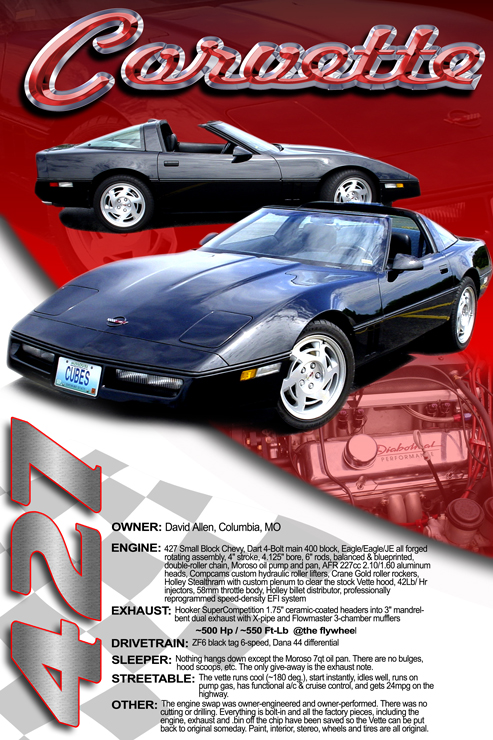 Corvette
CUBES
Diabolical
PERFORMANCE
427
OWNER: David Allen, Columbia, MO
ENGINE: 427 Small Block Chevy, Dart 4-Bolt main 400 block, Eagle/Eagle/JE all forged
rotating assembly, 4" stroke, 4.125" bore, 6" rods, balanced & blueprinted,
double-roller chain, Moroso oil pump and pan, AFR 227cc 2.10/1.60 aluminum
heads, Compcams custom hydraulic roller lifters, Crane Gold roller rockers,
Holley Stealthram with custom plenum to clear the stock Vette hood, 42Lb/ Hr
injectors, 58mm throttle body, Holley billet distributor, professionally
reprogrammed speed-density EFI system
EXHAUST: Hooker SuperCompetition 1.75" ceramic-coated headers into 3" mandrel-
bent dual exhaust with X-pipe and Flowmaster 3-chamber mufflers
~500 Hp / ~550 Ft-Lb @the flywheel
DRIVETRAIN: ZF6 black tag 6-speed, Dana 44 differential
SLEEPER: Nothing hangs down except the Moroso 7qt oil pan. There are no bulges,
hood scoops, etc. The only give-away is the exhaust note.
STREETABLE: The vette runs cool (~180 deg.), start instantly, idles well, runs on
pump gas, has functional a/c & cruise control, and gets 24mpg on the
highway.
OTHER: The engine swap was owner-engineered and owner-performed. There was no
cutting or drilling. Everything is bolt-in and all the factory pieces, including the
engine, exhaust and .bin off the chip have been saved so the Vette can be put
back to original someday. Paint, interior, stereo, wheels and tires are all original.